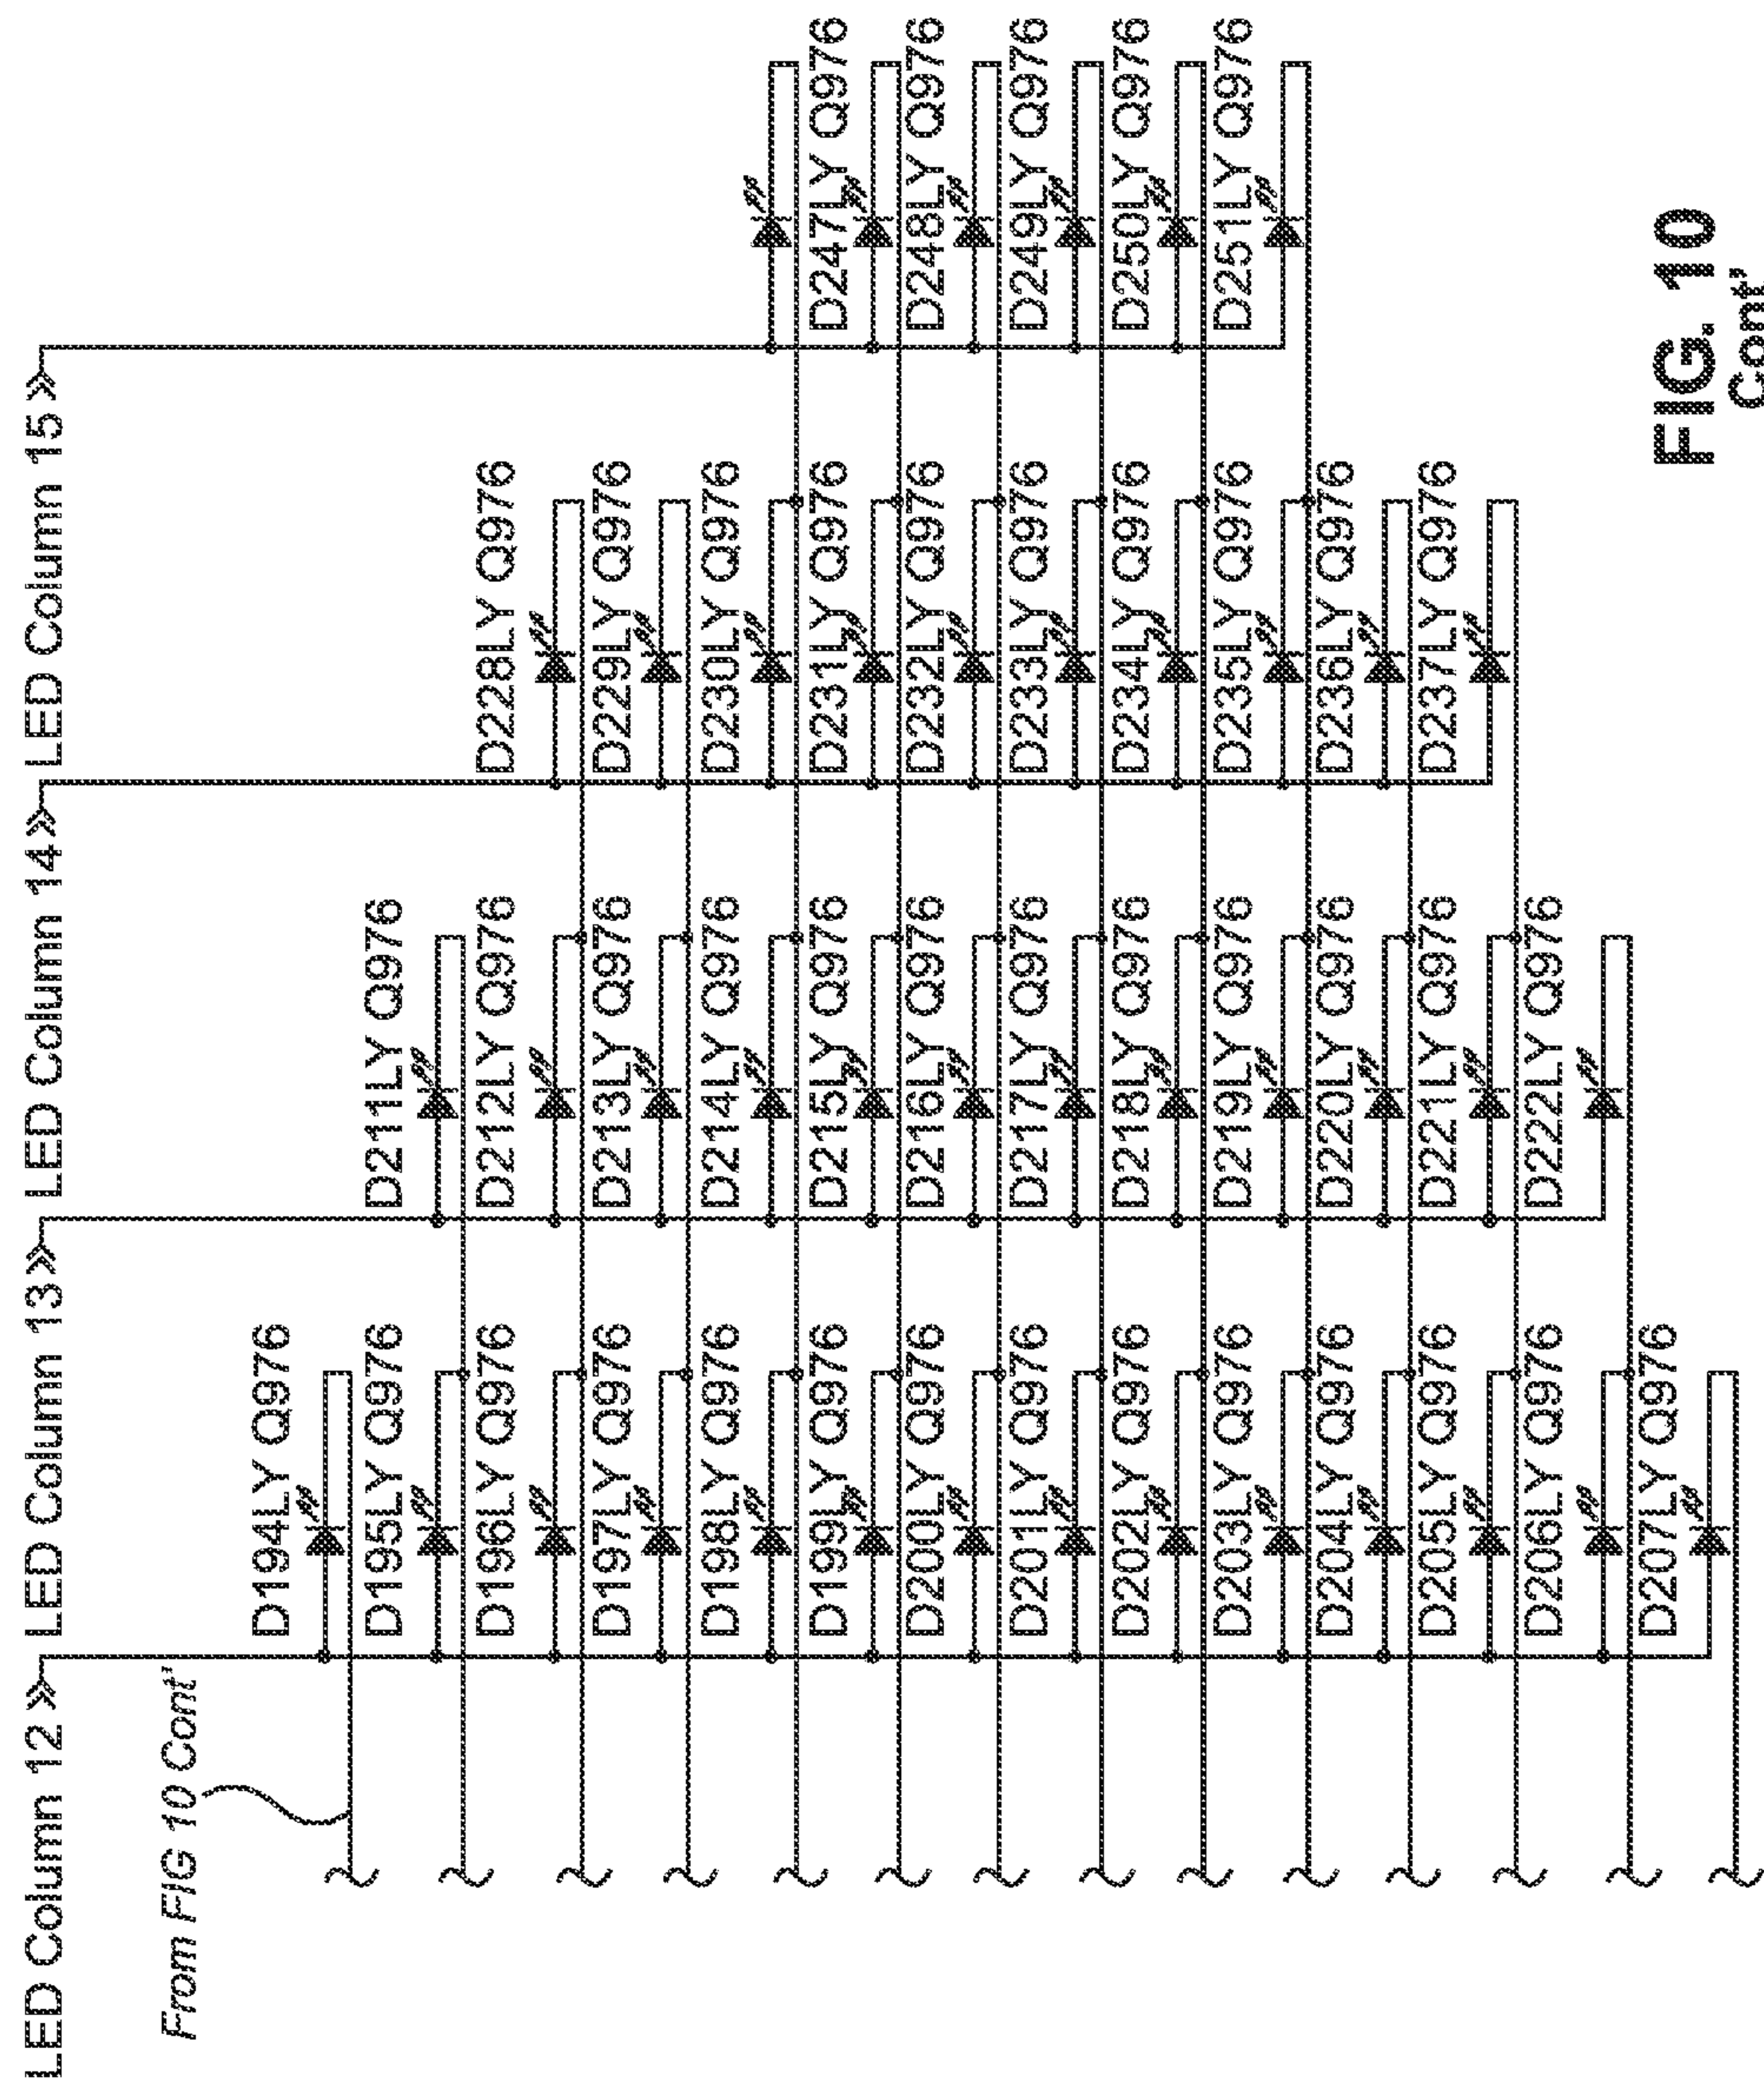 LED Column 12
LED Column 13
LED Column 14
LED Column 15
From FIG 10 Cont'
D194LY Q976
D195LY Q976
D196LY Q976
D197LY Q976
D198LY Q976
D199LY Q976
D200LY Q976
D201LY Q976
D202LY Q976
D203LY Q976
D204LY Q976
D205LY Q976
D206LY Q976
D207LY Q976
D211LY Q976
D212LY Q976
D213LY Q976
D214LY Q976
D215LY Q976
D216LY Q976
D217LY Q976
D218LY Q976
D219LY Q976
D220LY Q976
D221LY Q976
D222LY Q976
D228LY Q976
D229LY Q976
D230LY Q976
D231LY Q976
D232LY Q976
D233LY Q976
D234LY Q976
D235LY Q976
D236LY Q976
D237LY Q976
D247LY Q976
D248LY Q976
D249LY Q976
D250LY Q976
D251LY Q976
FIG. 10
Cont'